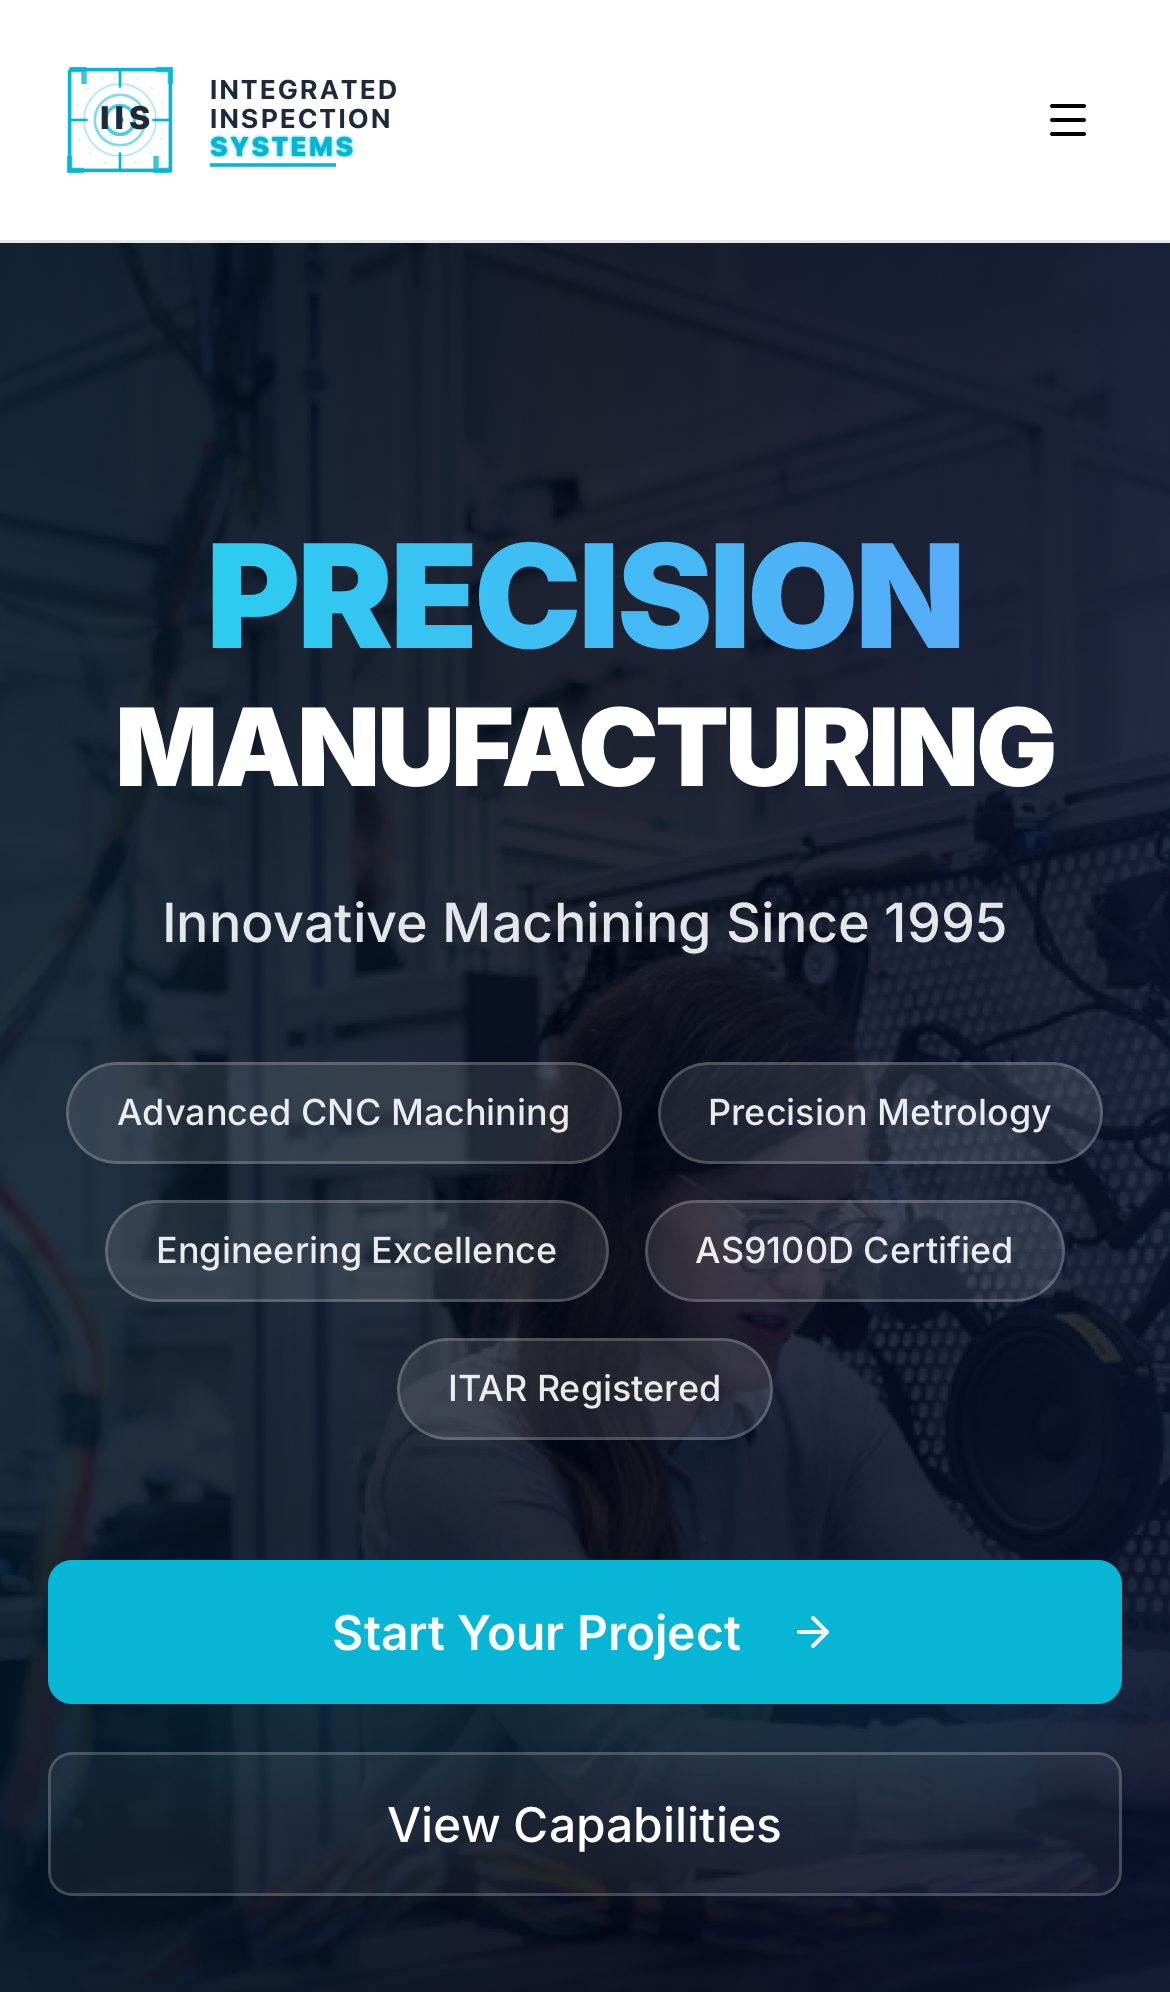 IIS
INTEGRATED
INSPECTION
SYSTEMS
PRECISION
MANUFACTURING
Innovative Machining Since 1995
Advanced CNC Machining
Precision Metrology
Engineering Excellence
AS9100D Certified
ITAR Registered
Start Your Project →
View Capabilities